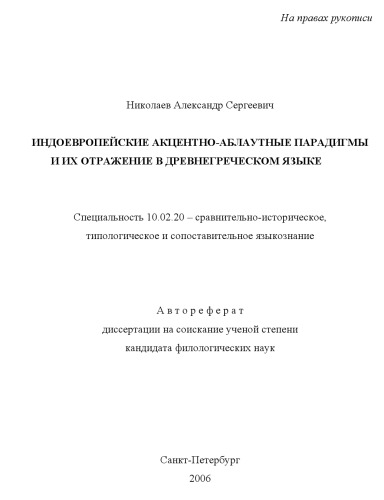 На правах рукописи
Николаев Александр Сергеевич
ИНДОЕВРОПЕЙСКИЕ АКЦЕНТНО-АБЛАУТНЫЕ ПАРАДИГМЫ
И ИХ ОТРАЖЕНИЕ В ДРЕВНЕГРЕЧЕСКОМ ЯЗЫКЕ
Специальность 10.02.20 – сравнительно-историческое,
типологическое и сопоставительное языкознание
А в т о р е ф е р а т
диссертации на соискание ученой степени
кандидата филологических наук
Санкт-Петербург
2006